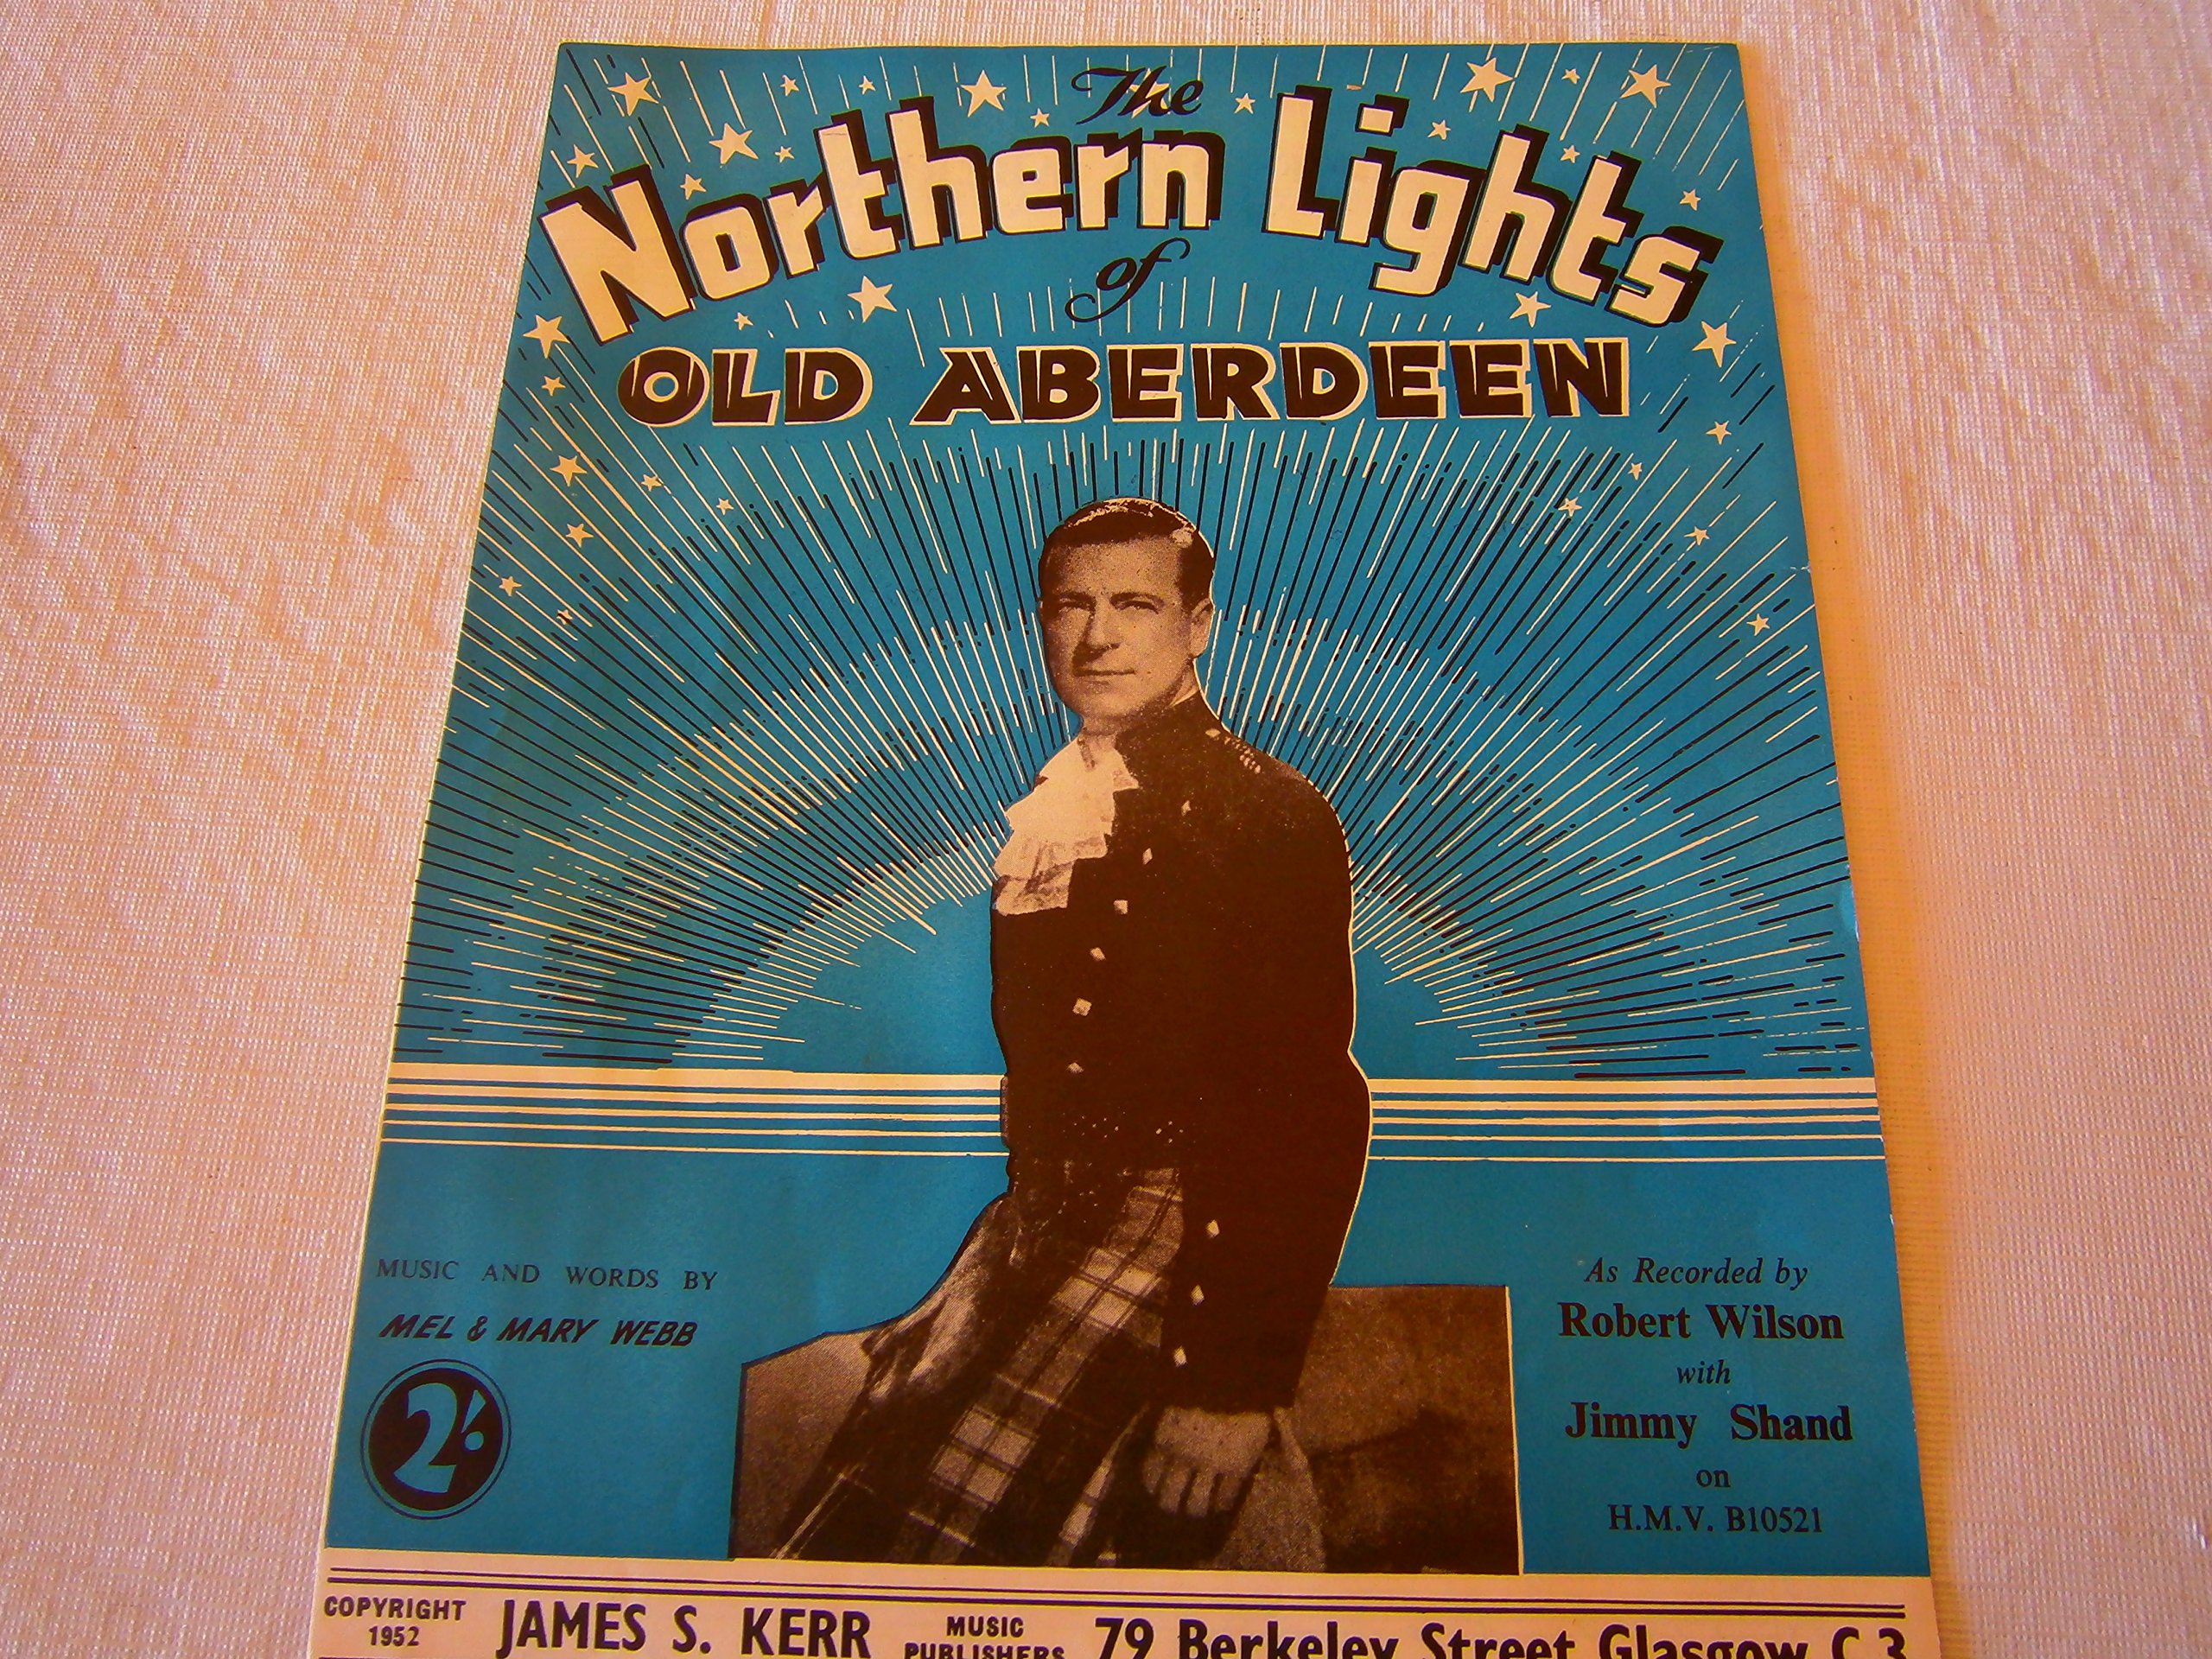 The
Northern Lights
of
OLD ABERDEEN
MUSIC AND WORDS BY
MEL & MARY WEBB
2/-
As Recorded by
Robert Wilson
with
Jimmy Shand
on
H.M.V. B10521
COPYRIGHT
1952
JAMES S. KERR
MUSIC
PUBLISHERS
79 Berkeley Street Glasgow C.3